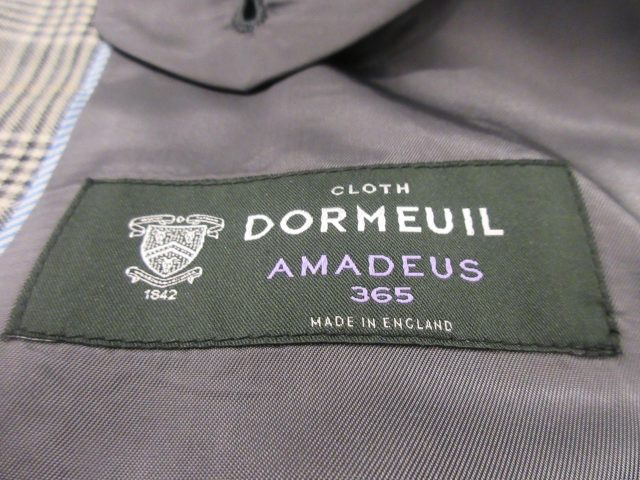 CLOTH
DORMEUIL
AMADEUS
365
MADE IN ENGLAND
1842